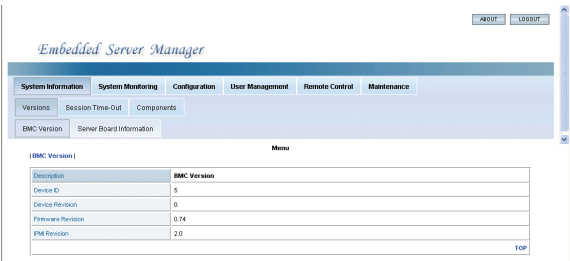 ABOUT LOGOUT
Embedded Server Manager
System Information System Monitoring Configuration User Management Remote Control Maintenance
Versions Session Time-Out Components
BMC Version Server Board Information
Menu
|BMC Version|
Description BMC Version
Device ID 5
Device Revision 0
Firmware Revision 0.74
IPMI Revision 2.0
TOP